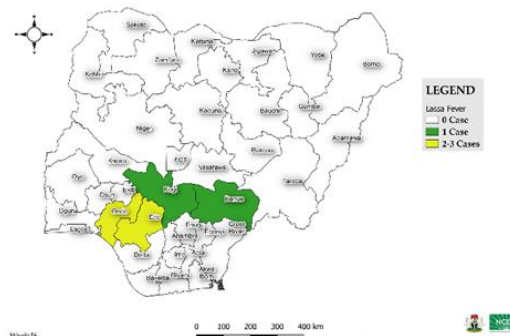 Sokoto
Katsina
Jigawa
Yobe
Borno
Zamfara
Kebbi
Kano
Kaduna
Bauchi
Gombe
Adamawa
Niger
Plateau
Kwara
FCT
Nasarawa
Taraba
Oyo
Kogi
Benue
Osun
Ekiti
Ondo
Edo
Ogun
Lagos
Enugu
Anambra
Ebonyi
Cross
River
Delta
Imo
Abia
Bayelsa
Rivers
Akwa
Ibom
LEGEND
Lassa Fever
0 Case
1 Case
2-3 Cases
0 100 200 300 400 km